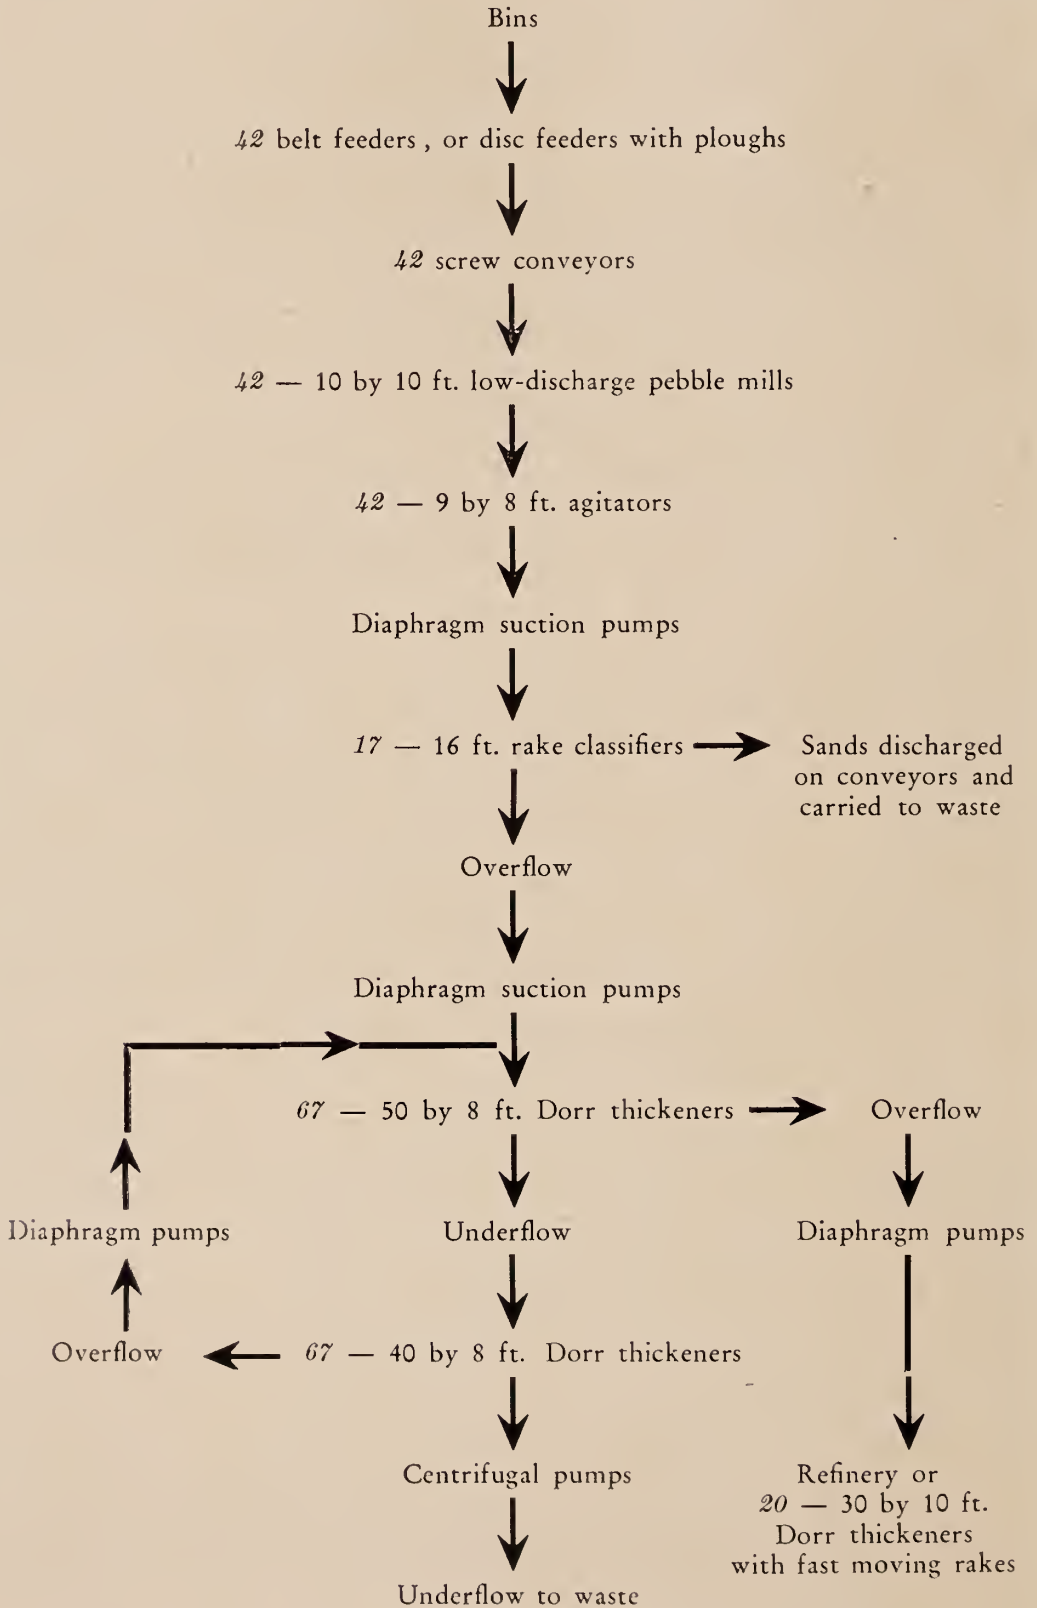 Bins
42 belt feeders , or disc feeders with ploughs
42 screw conveyors
42 — 10 by 10 ft. low-discharge pebble mills
42 — 9 by 8 ft. agitators
Diaphragm suction pumps
17 — 16 ft. rake classifiers
Sands discharged
on conveyors and
carried to waste
Overflow
Diaphragm suction pumps
67 — 50 by 8 ft. Dorr thickeners
Overflow
Diaphragm pumps
Underflow
Diaphragm pumps
Overflow
67 — 40 by 8 ft. Dorr thickeners
Centrifugal pumps
Refinery or
20 — 30 by 10 ft.
Dorr thickeners
with fast moving rakes
Underflow to waste